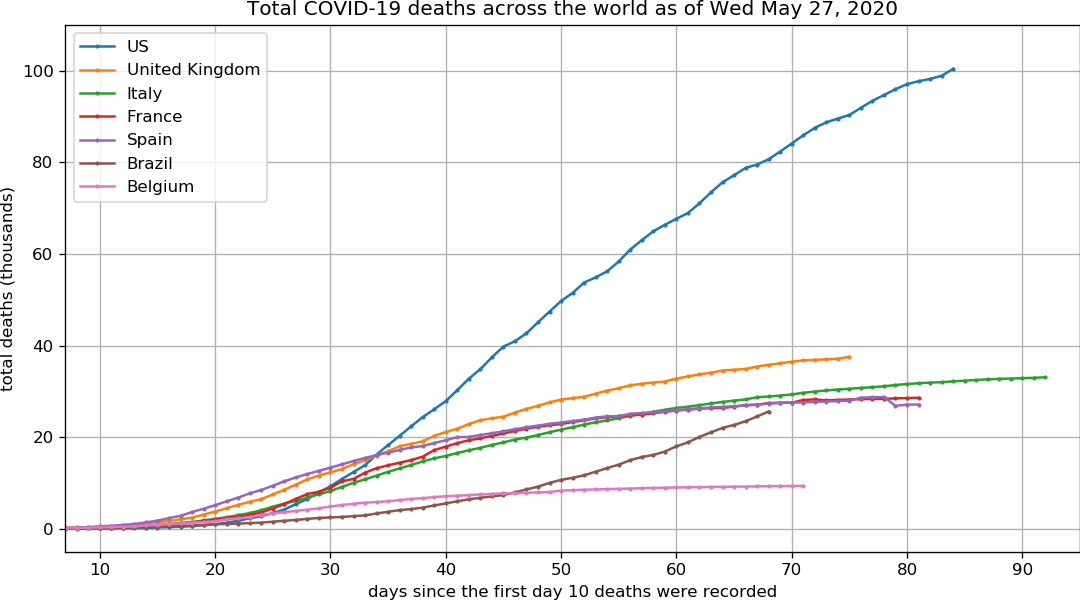 Total COVID-19 deaths across the world as of Wed May 27, 2020
US
United Kingdom
Italy
France
Spain
Brazil
Belgium
total deaths (thousands)
100
80
60
40
20
0
10 20 30 40 50 60 70 80 90
days since the first day 10 deaths were recorded